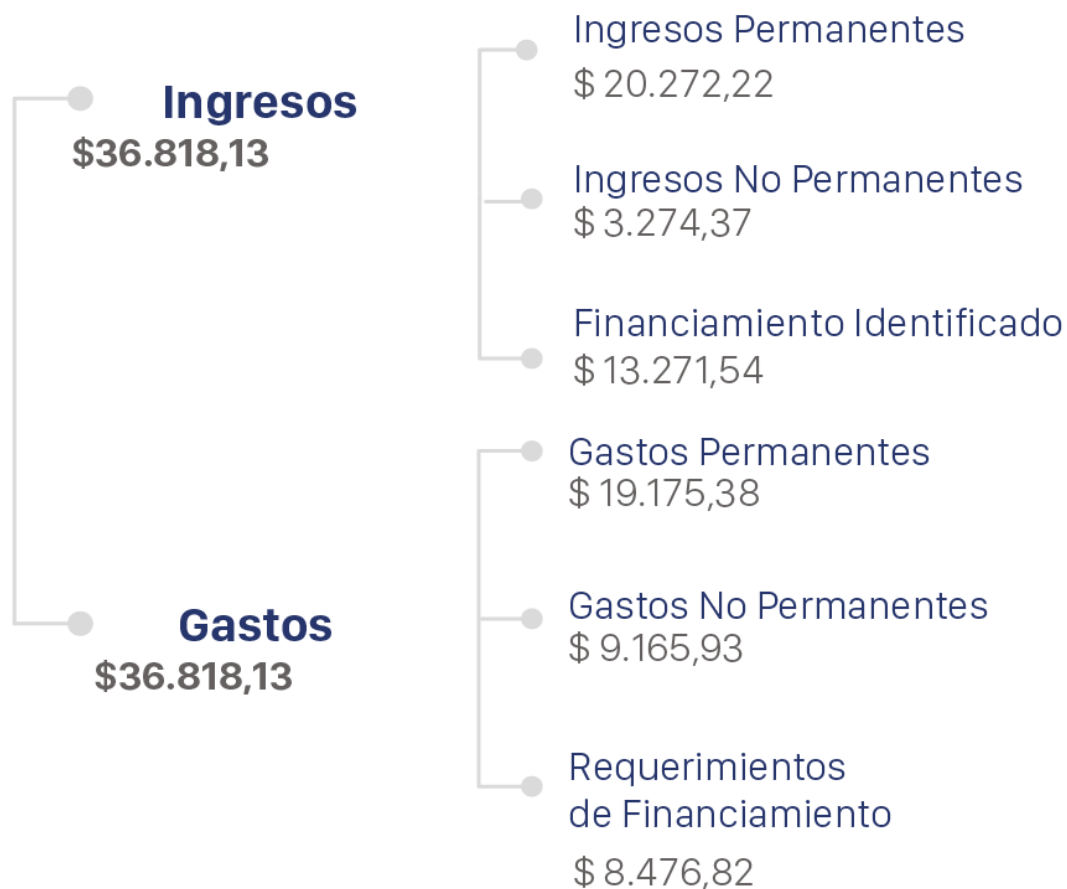 Ingresos
$36.818,13
Ingresos Permanentes
$ 20.272,22
Ingresos No Permanentes
$ 3.274,37
Financiamiento Identificado
$ 13.271,54
Gastos
$36.818,13
Gastos Permanentes
$ 19.175,38
Gastos No Permanentes
$ 9.165,93
Requerimientos
de Financiamiento
$ 8.476,82